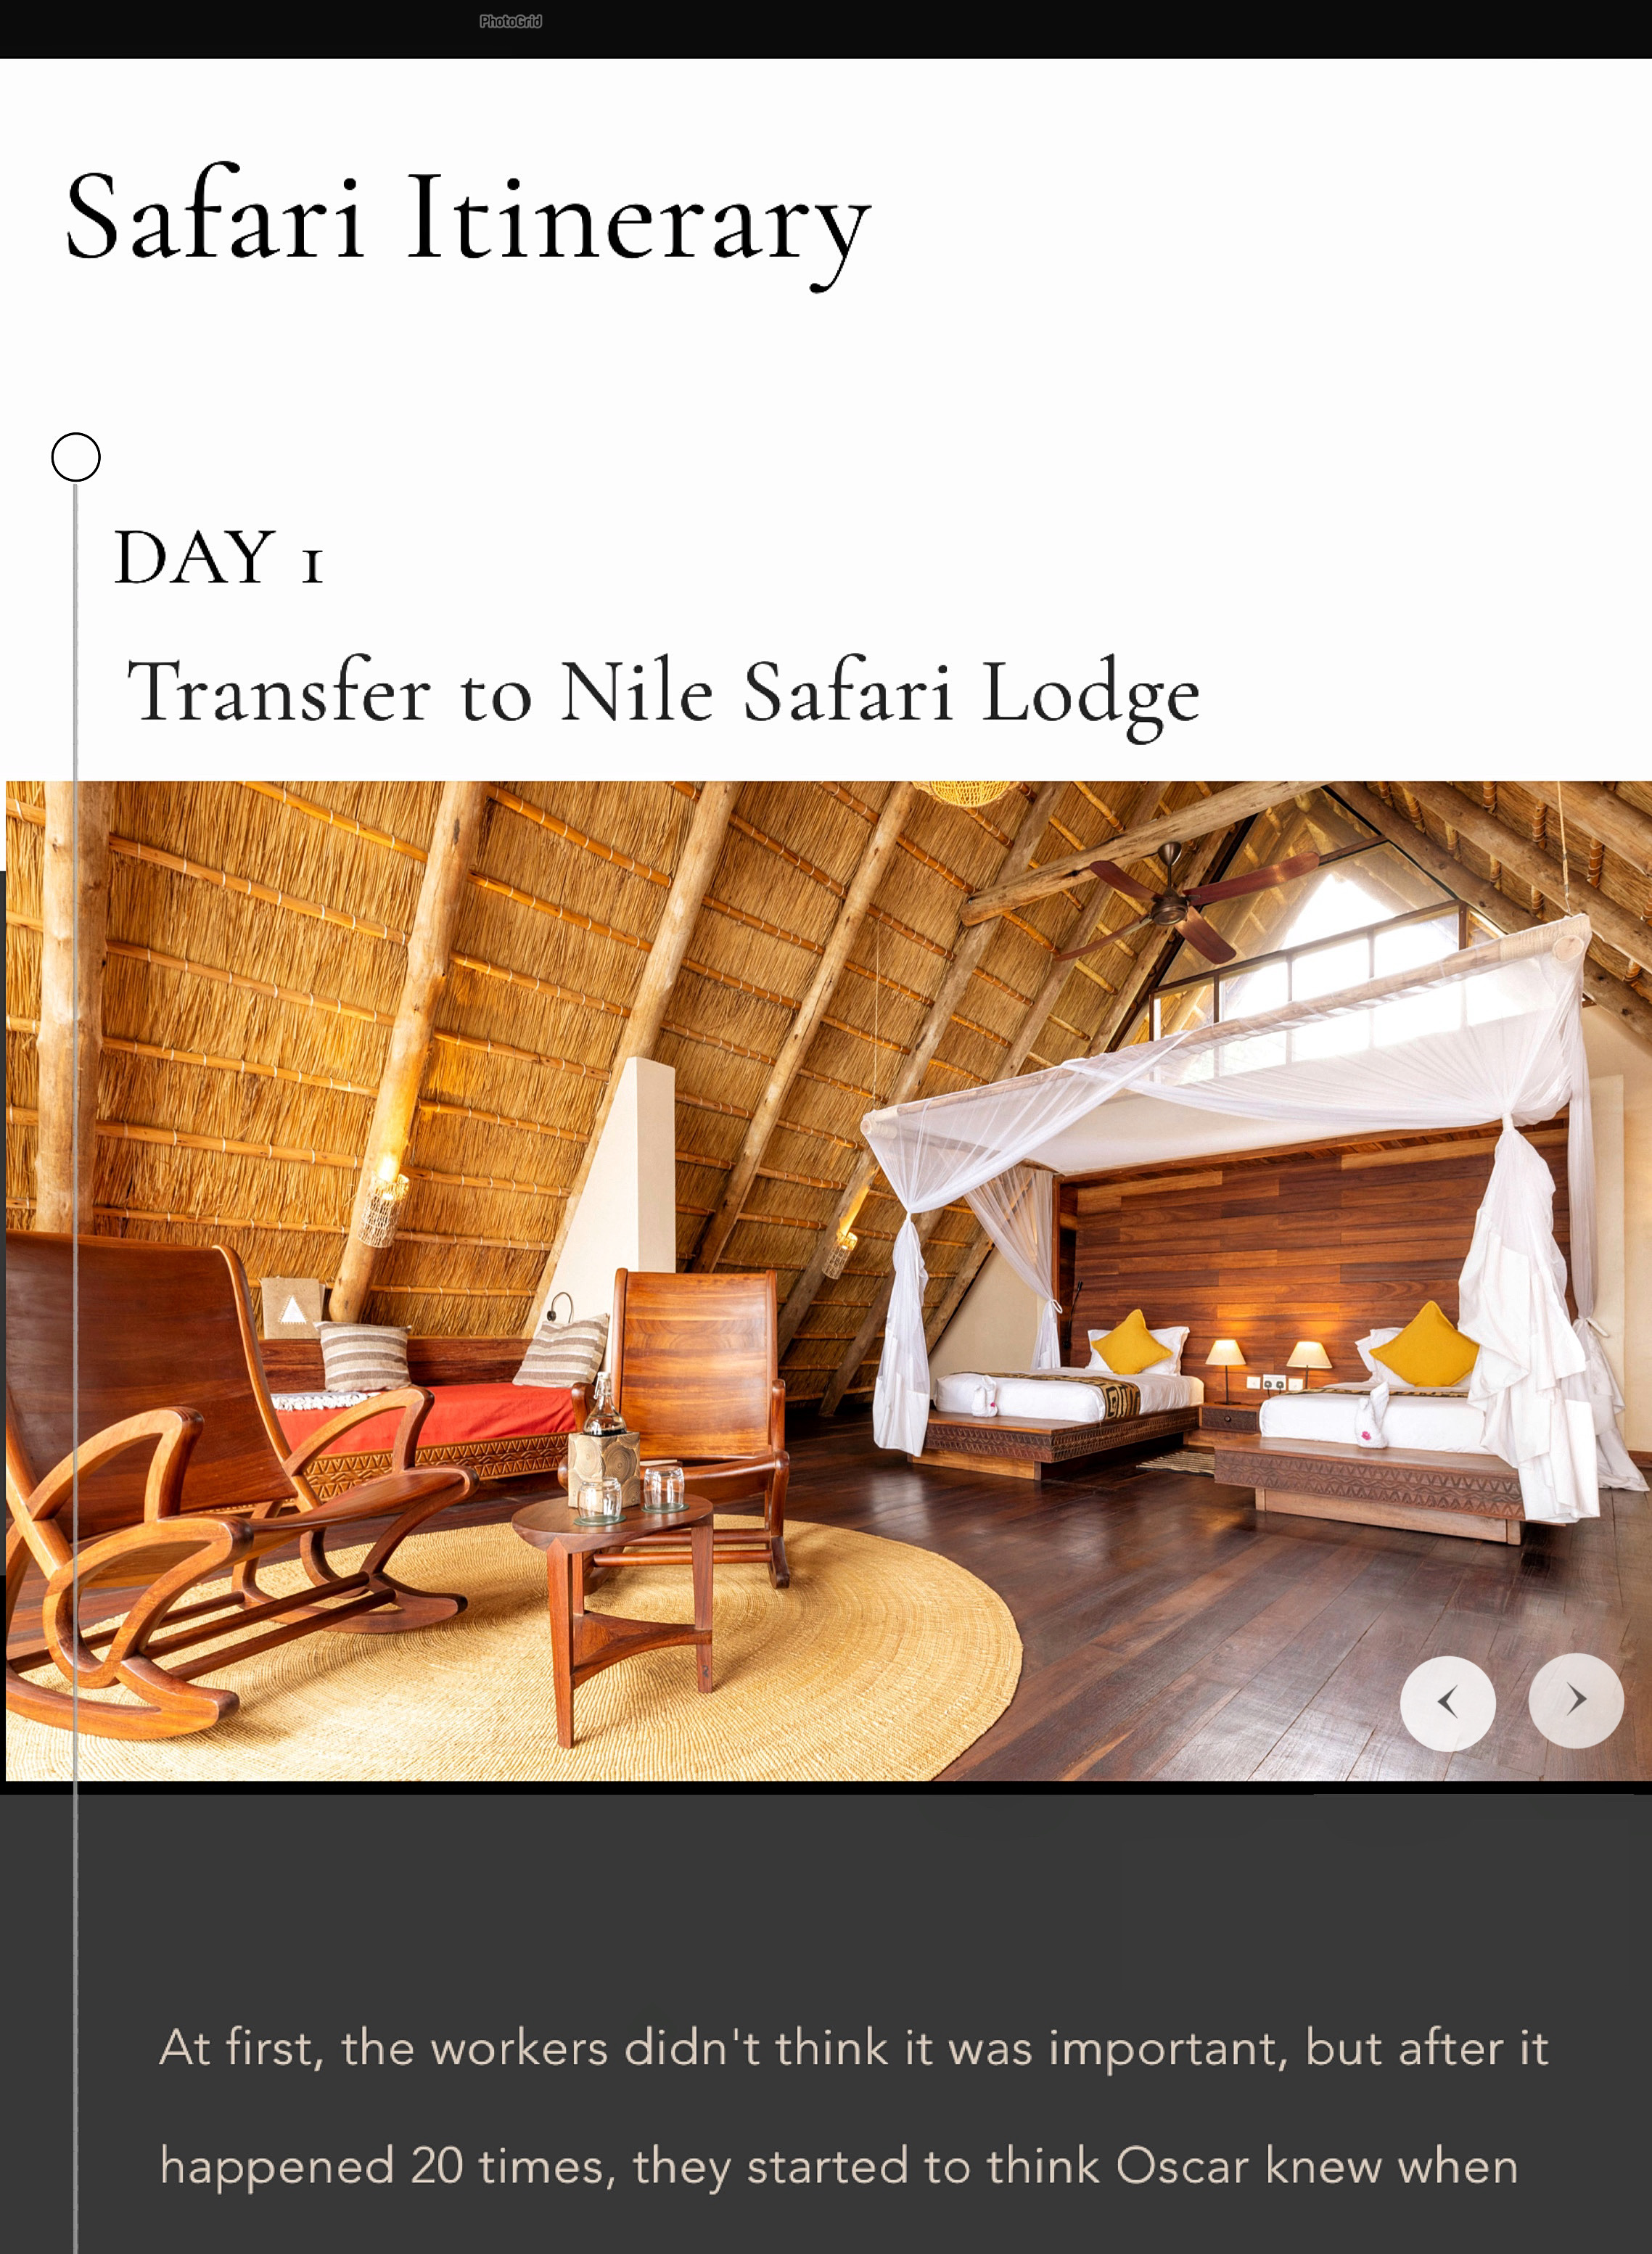 PhotoGrid
Safari Itinerary
DAY 1
Transfer to Nile Safari Lodge
At first, the workers didn't think it was important, but after it
happened 20 times, they started to think Oscar knew when